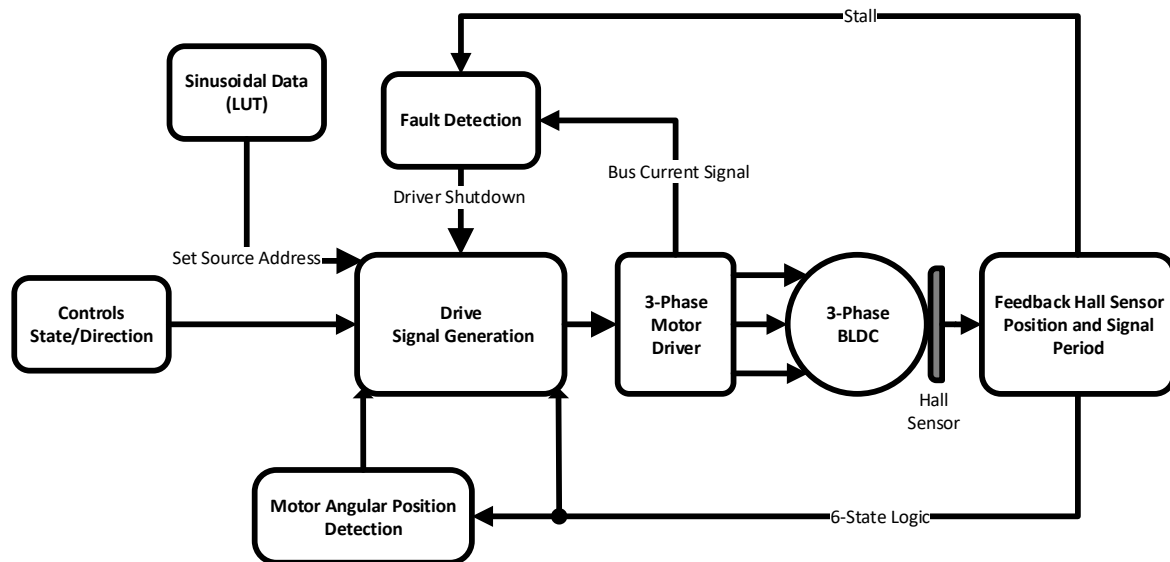 Stall
Sinusoidal Data
(LUT)
Fault Detection
Bus Current Signal
Driver Shutdown
Set Source Address
Controls
State/Direction
Drive
Signal Generation
3-Phase
Motor
Driver
3-Phase
BLDC
Feedback Hall Sensor
Position and Signal
Period
Hall
Sensor
Motor Angular Position
Detection
6-State Logic